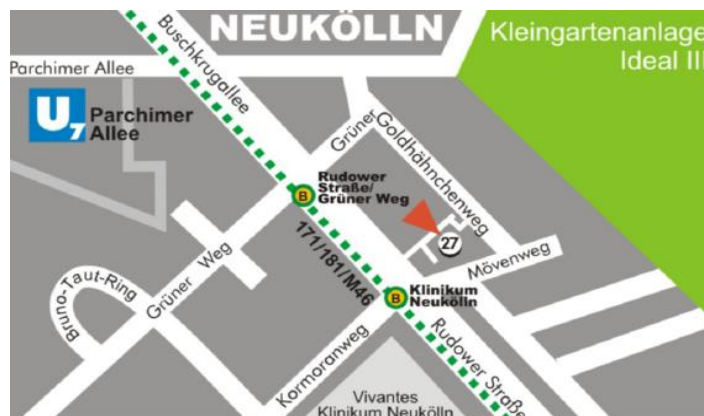 NEUKÖLLN
Kleingartenanlage
Ideal III
Parchimer Allee
Buschkrugallee
U7
Parchimer
Allee
Grüner
Goldhähnchenweg
Rudower
Straße/
Grüner Weg
B
27
Mövenweg
171/181/M46
Grüner Weg
Bruno-Taut-Ring
B
Klinikum
Neukölln
Kormoranweg
Rudower Straße
Vivantes
Klinikum Neukölln